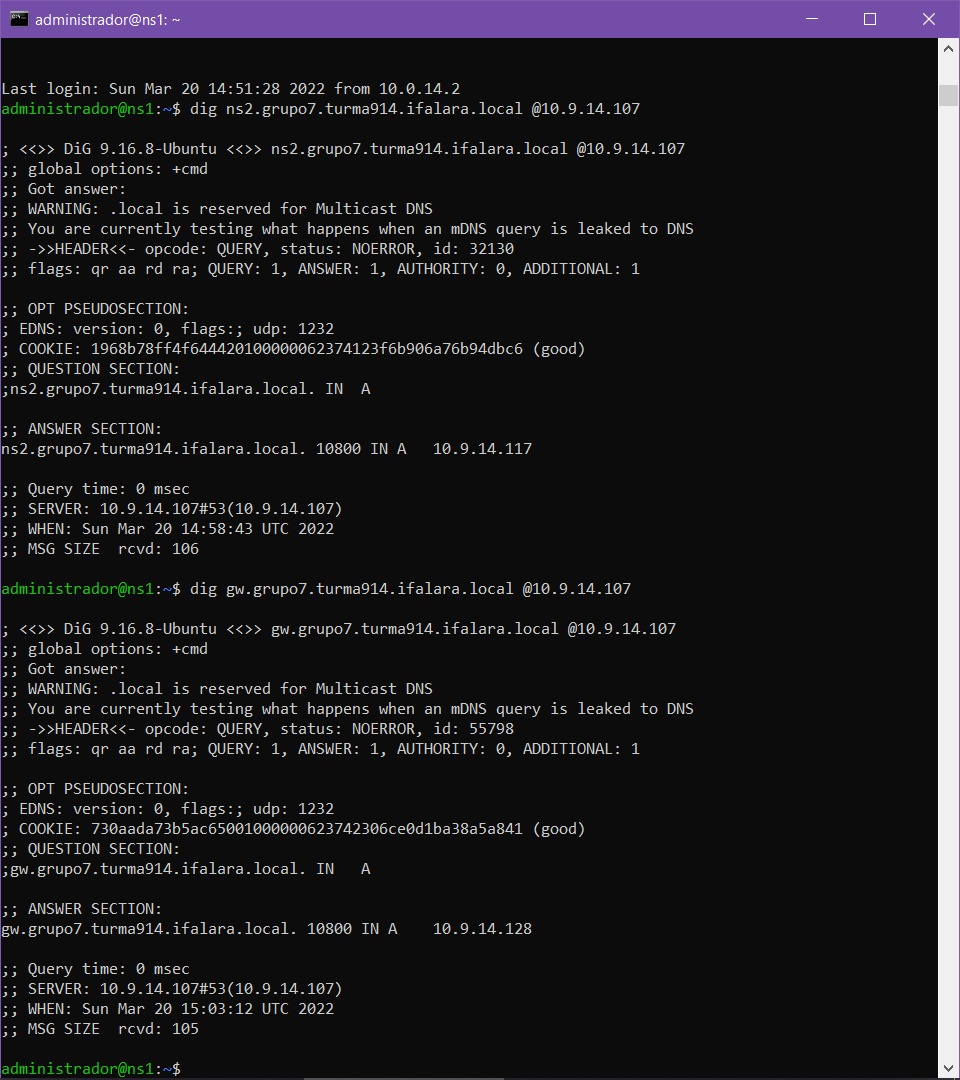 administrador@ns1: ~
Last login: Sun Mar 20 14:51:28 2022 from 10.0.14.2
administrador@ns1:~$ dig ns2.grupo7.turma914.ifalara.local @10.9.14.107
; <<>> DiG 9.16.8-Ubuntu <<>> ns2.grupo7.turma914.ifalara.local @10.9.14.107
;; global options: +cmd
;; Got answer:
;; WARNING: .local is reserved for Multicast DNS
;; You are currently testing what happens when an mDNS query is leaked to DNS
;; ->>HEADER<<- opcode: QUERY, status: NOERROR, id: 32130
;; flags: qr aa rd ra; QUERY: 1, ANSWER: 1, AUTHORITY: 0, ADDITIONAL: 1
;; OPT PSEUDOSECTION:
; EDNS: version: 0, flags:; udp: 1232
; COOKIE: 1968b78ff4f644420100000062374123f6b906a76b94dbc6 (good)
;; QUESTION SECTION:
;ns2.grupo7.turma914.ifalara.local. IN  A
;; ANSWER SECTION:
ns2.grupo7.turma914.ifalara.local. 10800 IN A   10.9.14.117
;; Query time: 0 msec
;; SERVER: 10.9.14.107#53(10.9.14.107)
;; WHEN: Sun Mar 20 14:58:43 UTC 2022
;; MSG SIZE  rcvd: 106
administrador@ns1:~$ dig gw.grupo7.turma914.ifalara.local @10.9.14.107
; <<>> DiG 9.16.8-Ubuntu <<>> gw.grupo7.turma914.ifalara.local @10.9.14.107
;; global options: +cmd
;; Got answer:
;; WARNING: .local is reserved for Multicast DNS
;; You are currently testing what happens when an mDNS query is leaked to DNS
;; ->>HEADER<<- opcode: QUERY, status: NOERROR, id: 55798
;; flags: qr aa rd ra; QUERY: 1, ANSWER: 1, AUTHORITY: 0, ADDITIONAL: 1
;; OPT PSEUDOSECTION:
; EDNS: version: 0, flags:; udp: 1232
; COOKIE: 730aada73b5ac65001000000623742306ce0d1ba38a5a841 (good)
;; QUESTION SECTION:
;gw.grupo7.turma914.ifalara.local. IN   A
;; ANSWER SECTION:
gw.grupo7.turma914.ifalara.local. 10800 IN A    10.9.14.128
;; Query time: 0 msec
;; SERVER: 10.9.14.107#53(10.9.14.107)
;; WHEN: Sun Mar 20 15:03:12 UTC 2022
;; MSG SIZE  rcvd: 105
administrador@ns1:~$